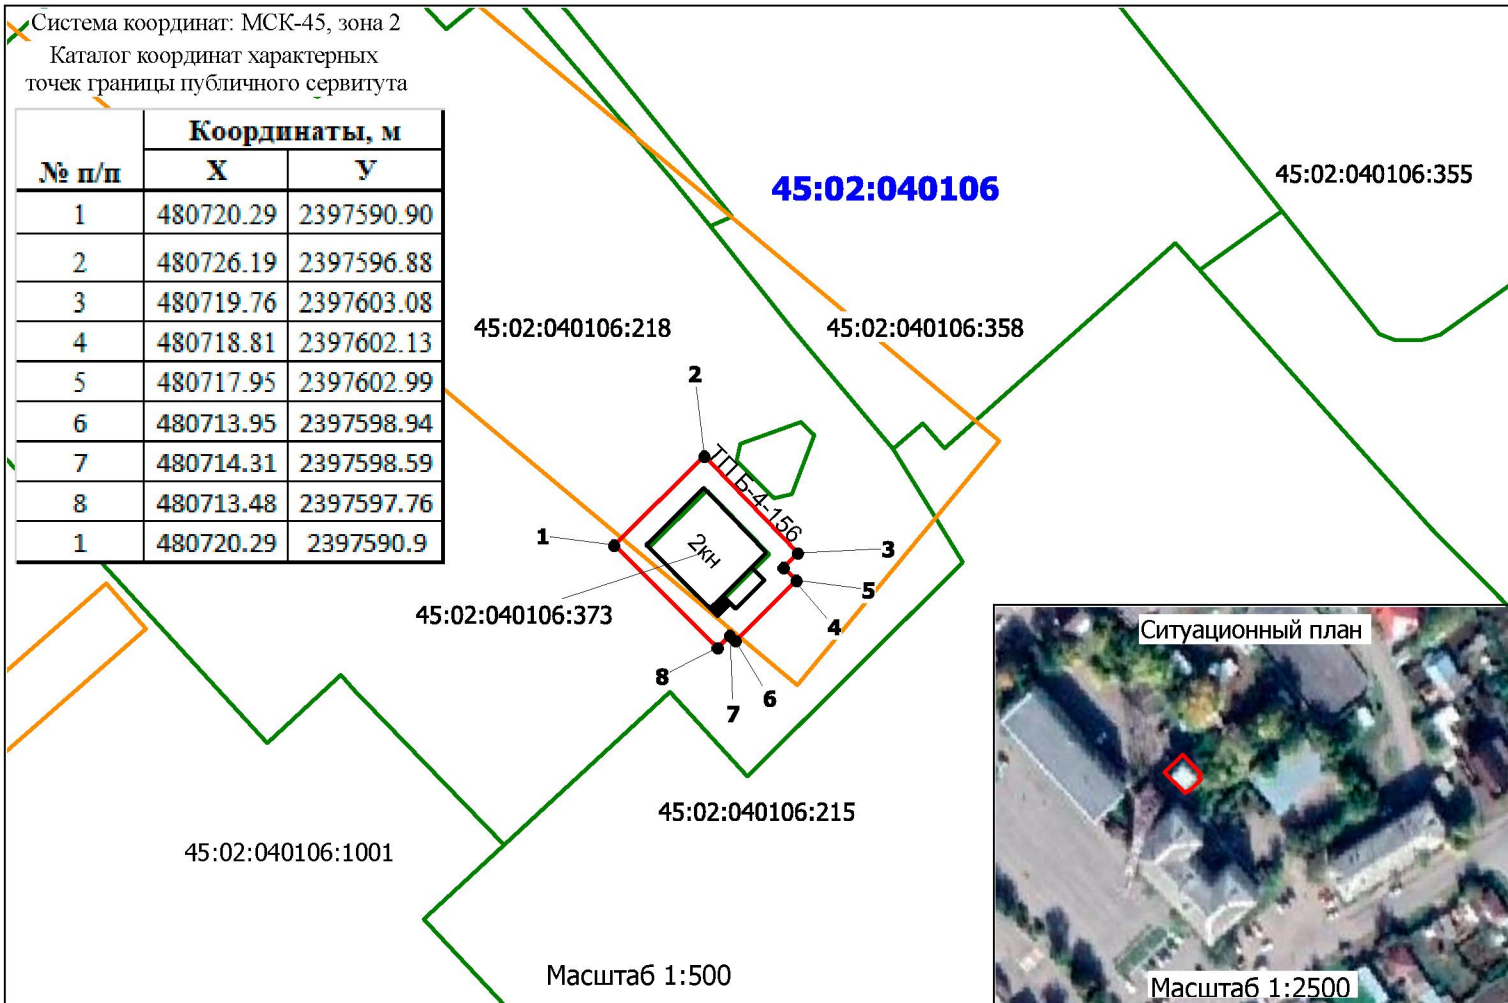 Система координат: МСК-45, зона 2
Каталог координат характерных
точек границы публичного сервитута
№ п/п Координаты, м
X У
1 480720.29 2397590.90
2 480726.19 2397596.88
3 480719.76 2397603.08
4 480718.81 2397602.13
5 480717.95 2397602.99
6 480713.95 2397598.94
7 480714.31 2397598.59
8 480713.48 2397597.76
1 480720.29 2397590.9
45:02:040106
45:02:040106:355
45:02:040106:218
45:02:040106:358
2
ТП Б-4-156
1
2кн
3
5
4
45:02:040106:373
8
7
6
45:02:040106:215
45:02:040106:1001
Масштаб 1:500
Ситуационный план
Масштаб 1:2500